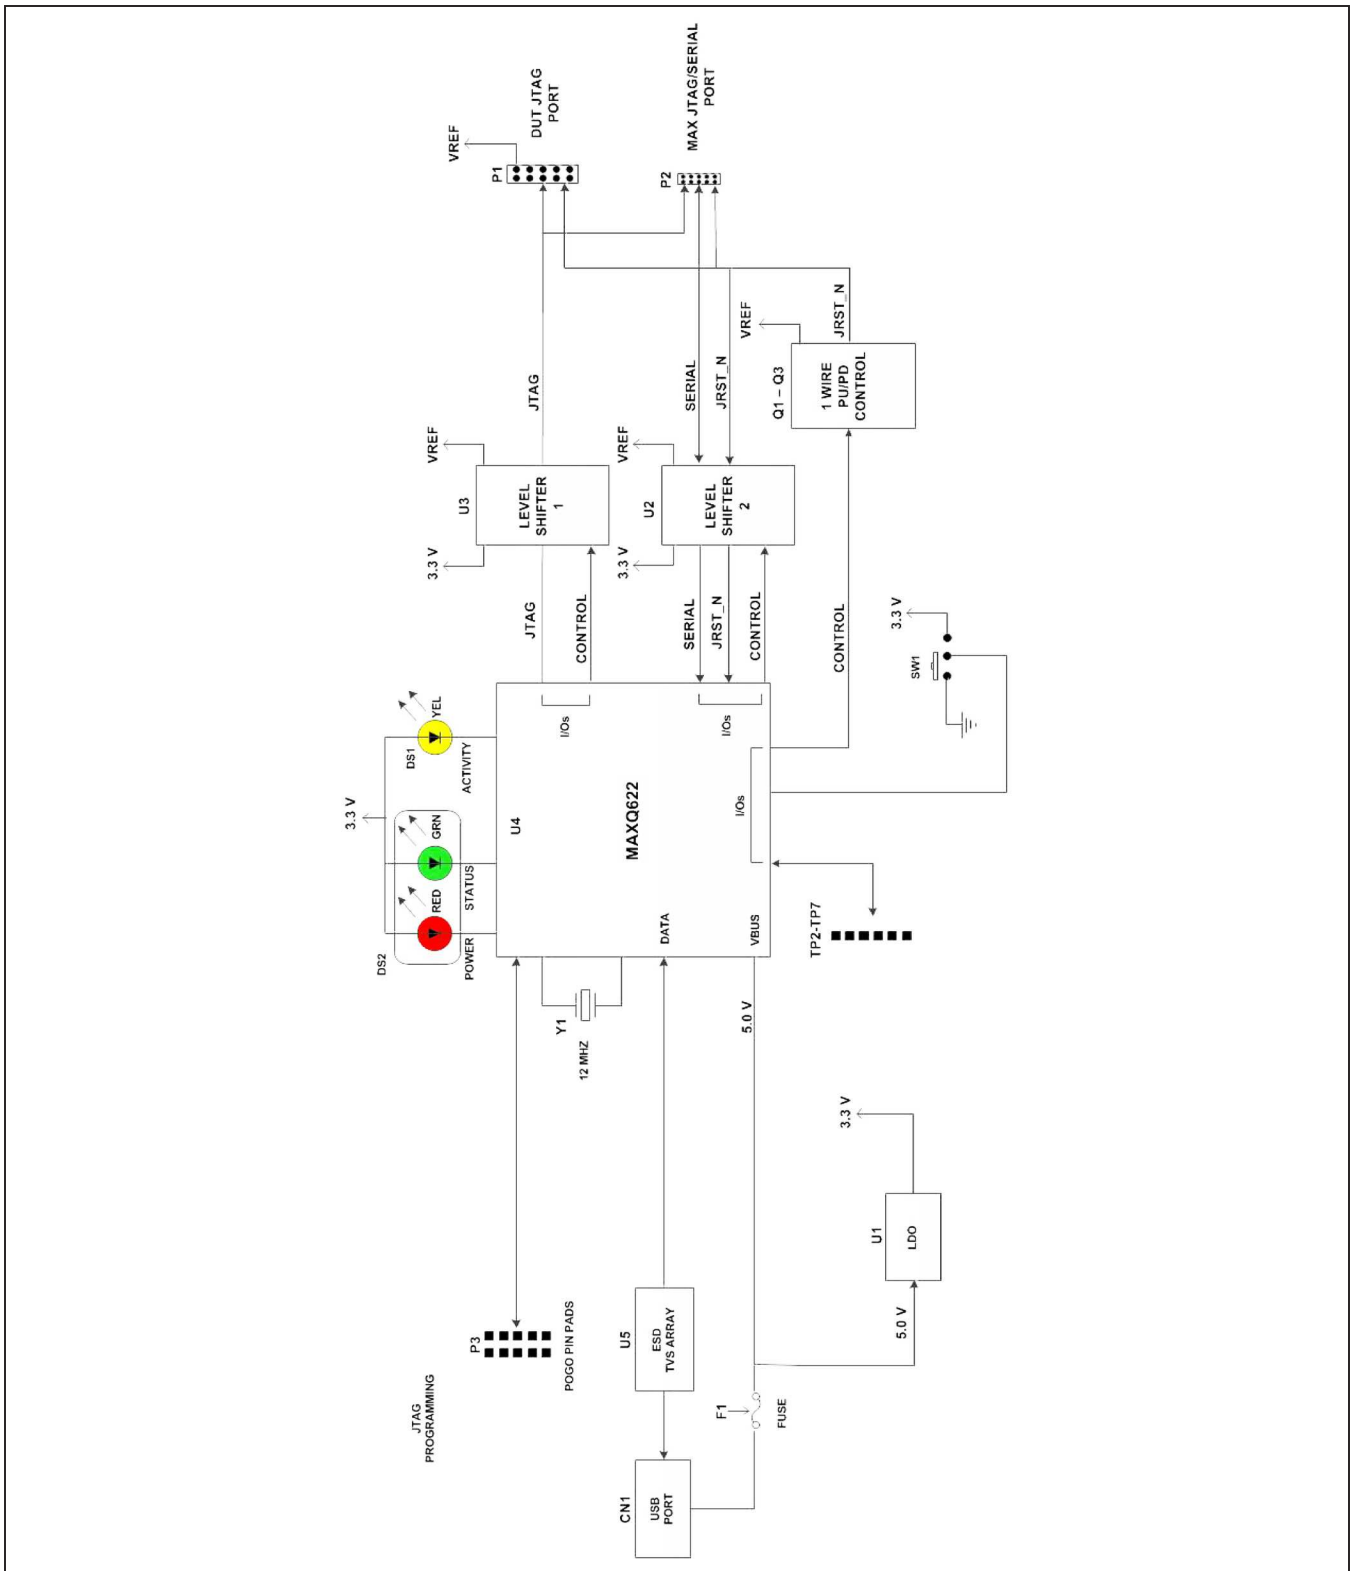 JTAG
PROGRAMMING
P3
POGO PIN PADS
CN1
USB
PORT
U5
ESD
TVS ARRAY
F1
FUSE
5.0 V
U1
LDO
3.3 V
Y1
12 MHZ
5.0 V
3.3 V
DS2
RED
GRN
POWER
STATUS
DS1
YEL
ACTIVITY
U4
MAXQ622
DATA
VBUS
I/Os
I/Os
I/Os
TP2-TP7
JTAG
CONTROL
SERIAL
JRST_N
CONTROL
CONTROL
SW1
3.3 V
3.3 V
U3
LEVEL
SHIFTER
1
VREF
3.3 V
U2
LEVEL
SHIFTER
2
VREF
JTAG
SERIAL
JRST_N
Q1 – Q3
1 WIRE
PU/PD
CONTROL
VREF
JRST_N
VREF
P1
DUT JTAG
PORT
P2
MAX JTAG/SERIAL
PORT